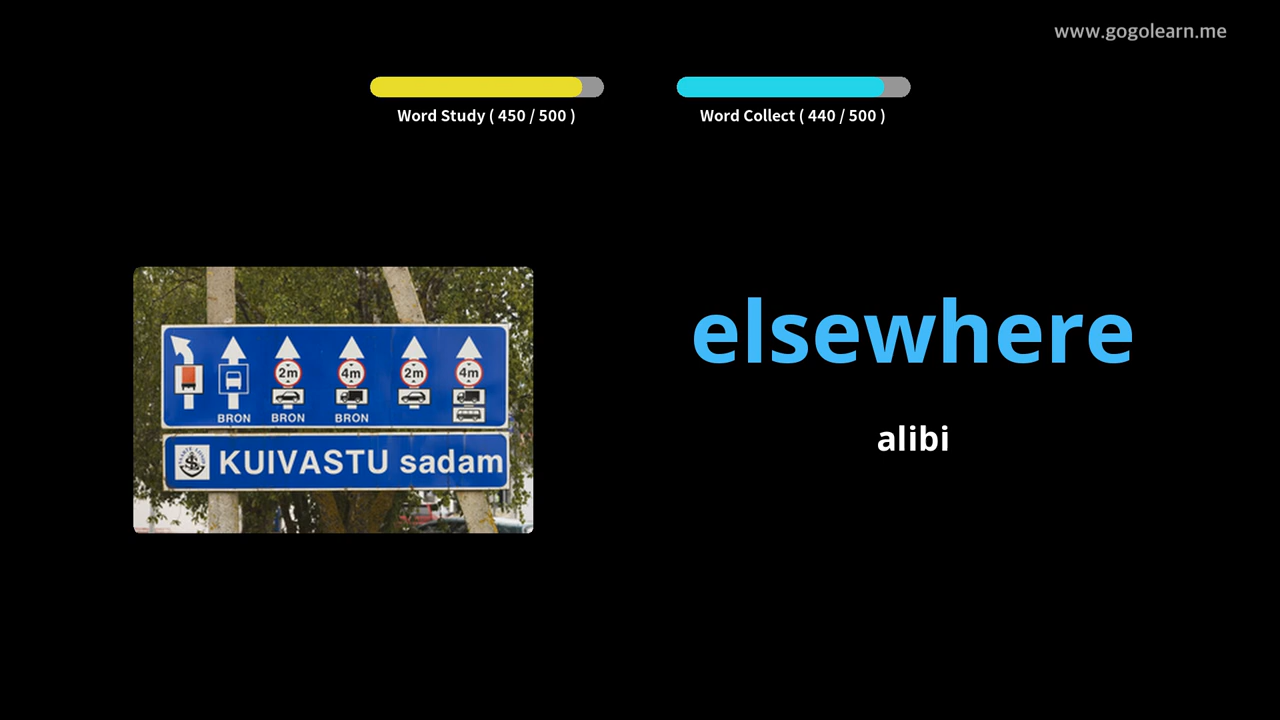 www.gogolearn.me
Word Study ( 450 / 500 )
Word Collect ( 440 / 500 )
2m 4m 2m 4m
BRON BRON BRON
KUIVASTU sadam
elsewhere
alibi